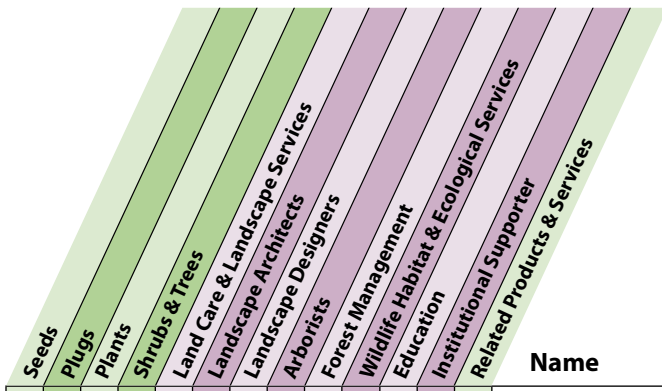 Seeds
Plugs
Plants
Shrubs & Trees
Land Care & Landscape Services
Landscape Architects
Landscape Designers
Arborists
Forest Management
Wildlife Habitat & Ecological Services
Education
Institutional Supporter
Related Products & Services
Name